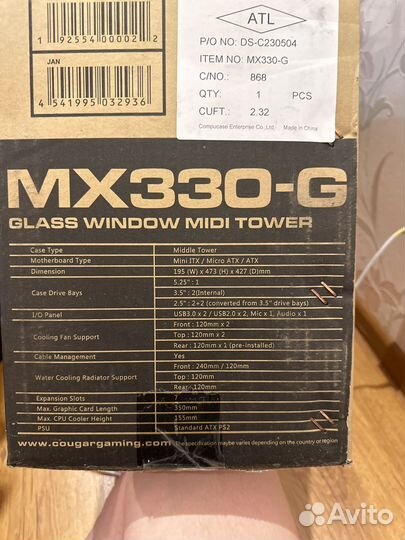 1 92554 00002 2
JAN
4 541995 032936
ATL
P/O NO: DS-C230504
ITEM NO: MX330-G
C/NO.: 868
QTY: 1 PCS
CUFT.: 2.32
Compucase Enterprise Co.,Ltd Made in China
MX330-G
GLASS WINDOW MIDI TOWER
Case Type Middle Tower
Motherboard Type Mini ITX / Micro ATX / ATX
Dimension 195 (W) x 473 (H) x 427 (D)mm
Case Drive Bays 5.25" : 1
3.5" : 2(Internal)
2.5" : 2+2 (converted from 3.5" drive bays)
I/O Panel USB3.0 x 2 / USB2.0 x 2, Mic x 1, Audio x 1
Cooling Fan Support Front : 120mm x 2
Top : 120mm x 2
Rear : 120mm x 1 (pre-installed)
Cable Management Yes
Water Cooling Radiator Support Front : 240mm / 120mm
Top : 120mm
Rear : 120mm
Expansion Slots 7
Max. Graphic Card Length 350mm
Max. CPU Cooler Height 155mm
PSU Standard ATX PS2
www.cougargaming.com *The specification may be varies depending on the country or region
Avito